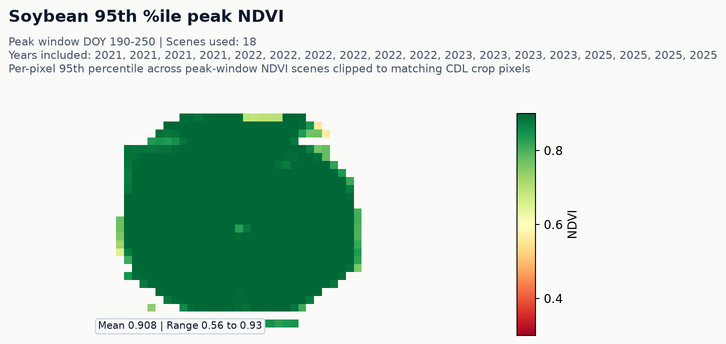 Soybean 95th %ile peak NDVI
Peak window DOY 190-250 | Scenes used: 18
Years included: 2021, 2021, 2021, 2021, 2022, 2022, 2022, 2022, 2022, 2022, 2023, 2023, 2023, 2023, 2025, 2025, 2025, 2025
Per-pixel 95th percentile across peak-window NDVI scenes clipped to matching CDL crop pixels
0.8
0.6
0.4
NDVI
Mean 0.908 | Range 0.56 to 0.93